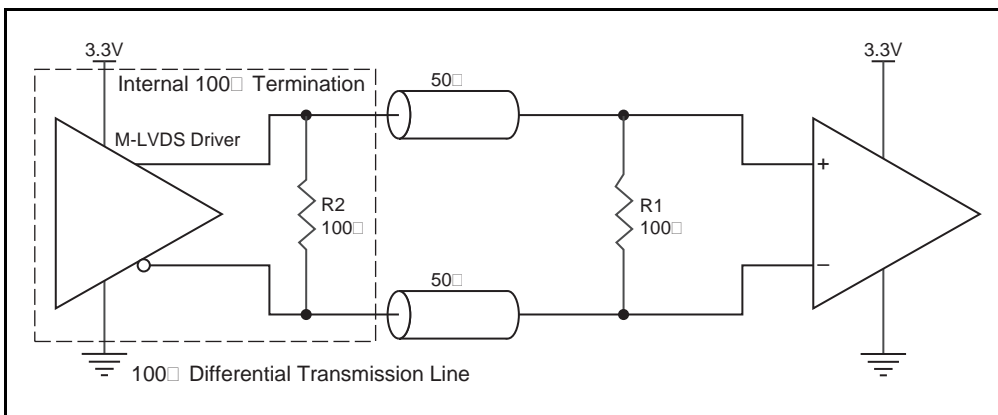 3.3V
3.3V
Internal 100□ Termination
50□
M-LVDS Driver
+
R2
100□
R1
100□
50□
−
100□ Differential Transmission Line